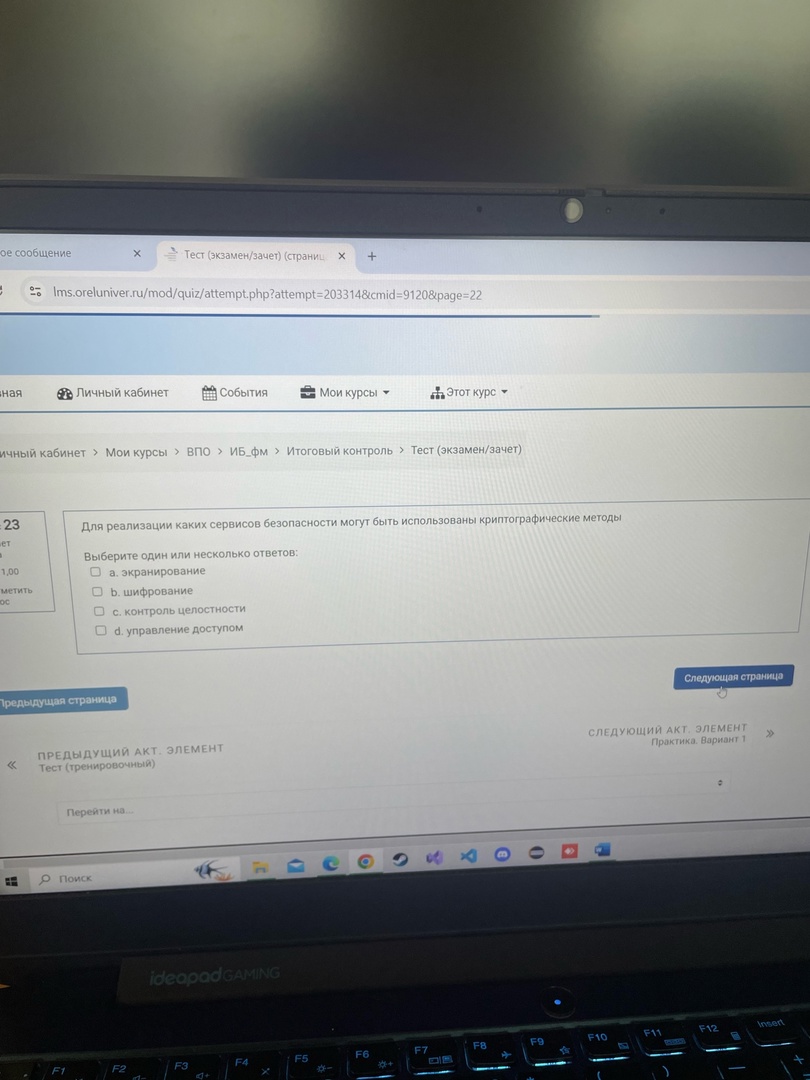 ое сообщение
Тест (экзамен/зачет) (страниц
lms.oreluniver.ru/mod/quiz/attempt.php?attempt=203314&cmid=9120&page=22
ная Личный кабинет События Мои курсы Этот курс
ичный кабинет > Мои курсы > ВПО > ИБ_фм > Итоговый контроль > Тест (экзамен/зачет)
23
ет
1,00
метить
ос
Для реализации каких сервисов безопасности могут быть использованы криптографические методы
Выберите один или несколько ответов:
a. экранирование
b. шифрование
c. контроль целостности
d. управление доступом
Предыдущая страница
Следующая страница
ПРЕДЫДУЩИЙ АКТ. ЭЛЕМЕНТ
Тест (тренировочный)
СЛЕДУЮЩИЙ АКТ. ЭЛЕМЕНТ
Практика. Вариант 1
Перейти на...
Поиск
ideapad GAMING
F1 F2 F3 F4 F5 F6 F7 F8 F9 F10 F11 F12 Insert